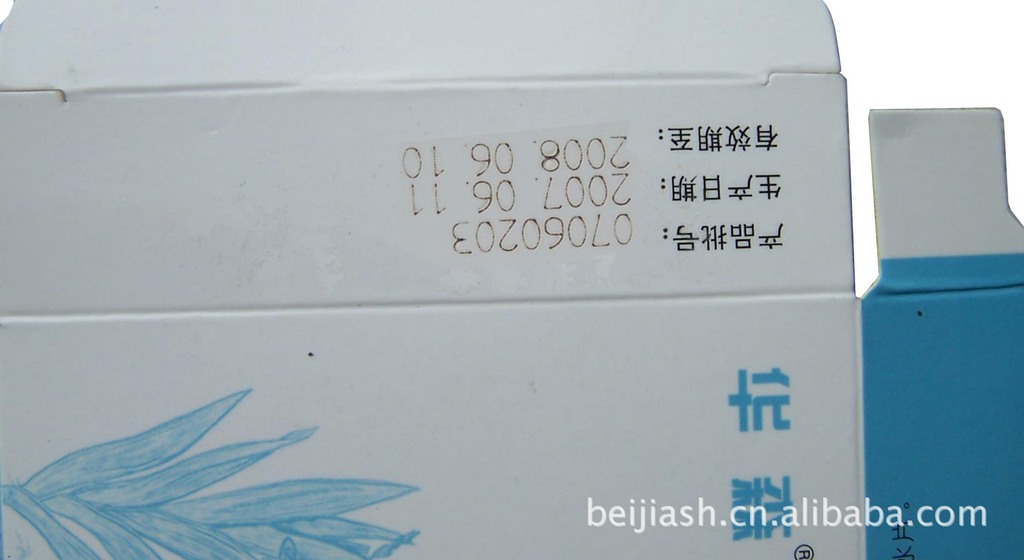 产品批号: 07060203
生产日期: 2007. 06. 11
有效期至: 2008. 06. 10
华
®
beijiash.cn.alibaba.com